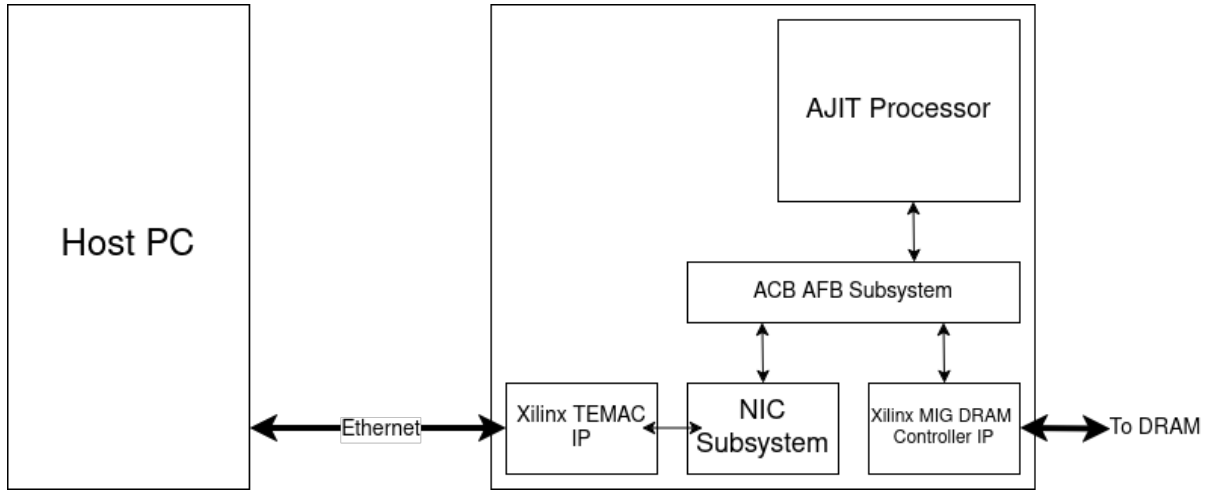 AJIT Processor
Host PC
ACB AFB Subsystem
Ethernet
Xilinx TEMAC
IP
NIC
Subsystem
Xilinx MIG DRAM
Controller IP
To DRAM